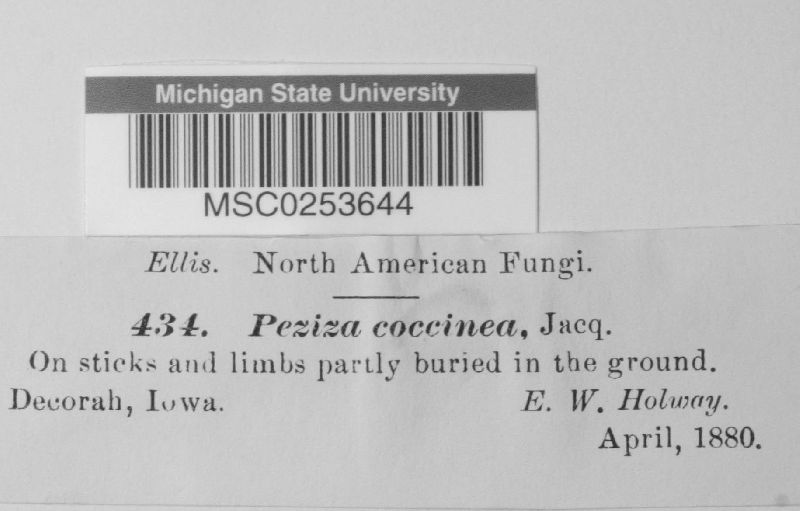 Michigan State University
MSC0253644
Ellis. North American Fungi.
434. Peziza coccinea, Jacq.
On sticks and limbs partly buried in the ground.
Decorah, Iowa. E. W. Holway.
April, 1880.